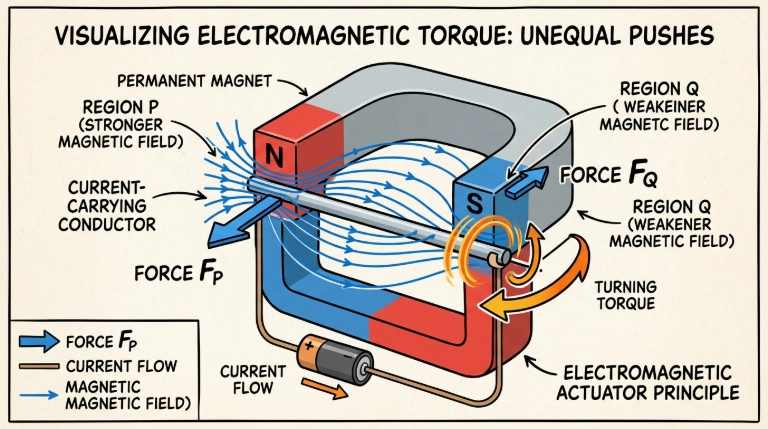 VISUALIZING ELECTROMAGNETIC TORQUE: UNEQUAL PUSHES
PERMANENT MAGNET
REGION P
(STRONGER
MAGNETIC FIELD)
CURRENT-
CARRYING
CONDUCTOR
FORCE FP
N
S
REGION Q
( WEAKEINER
MAGNETC FIELD)
FORCE FQ
REGION Q
(WEAKENER
MAGNETIC FIELD)
TURNING
TORQUE
+
CURRENT
FLOW
ELECTROMAGNETIC
ACTUATOR PRINCIPLE
FORCE FP
CURRENT FLOW
MAGNETIC
MAGNETIC FIELD)